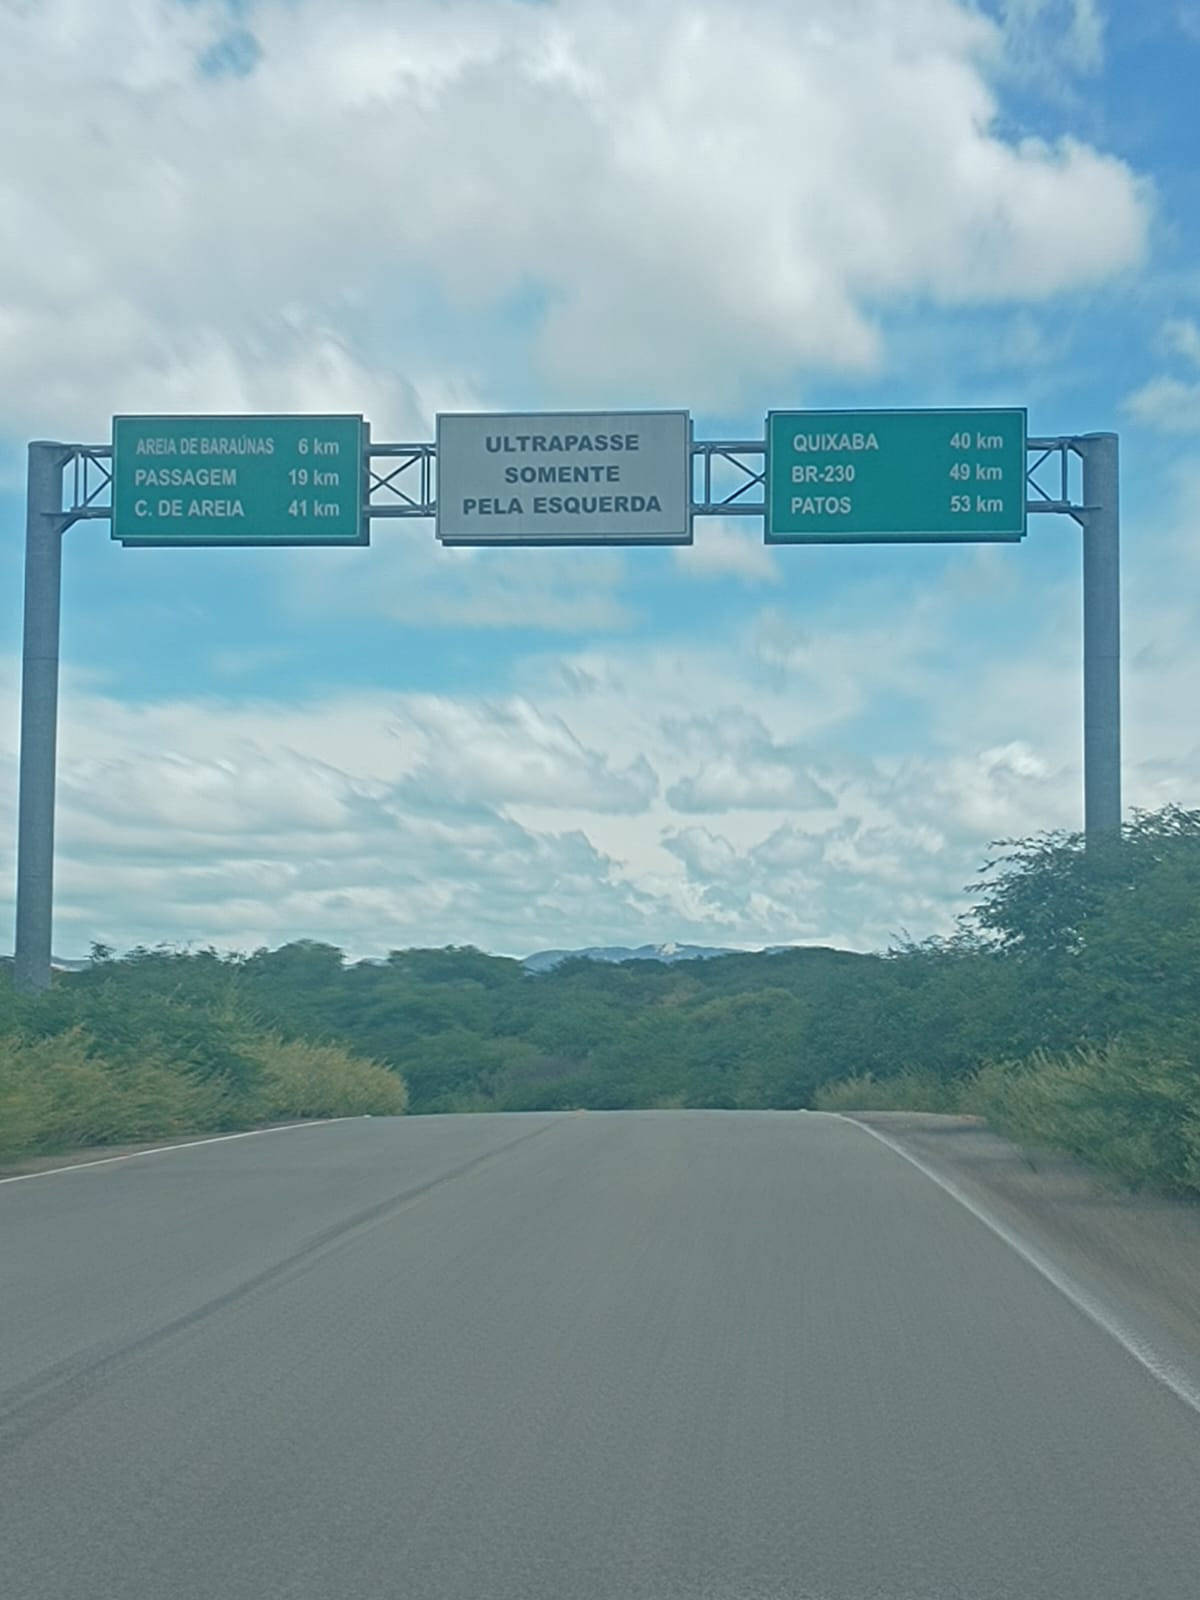 AREIA DE BARAÚNAS 6 km
PASSAGEM 19 km
C. DE AREIA 41 km
ULTRAPASSE
SOMENTE
PELA ESQUERDA
QUIXABA 40 km
BR-230 49 km
PATOS 53 km